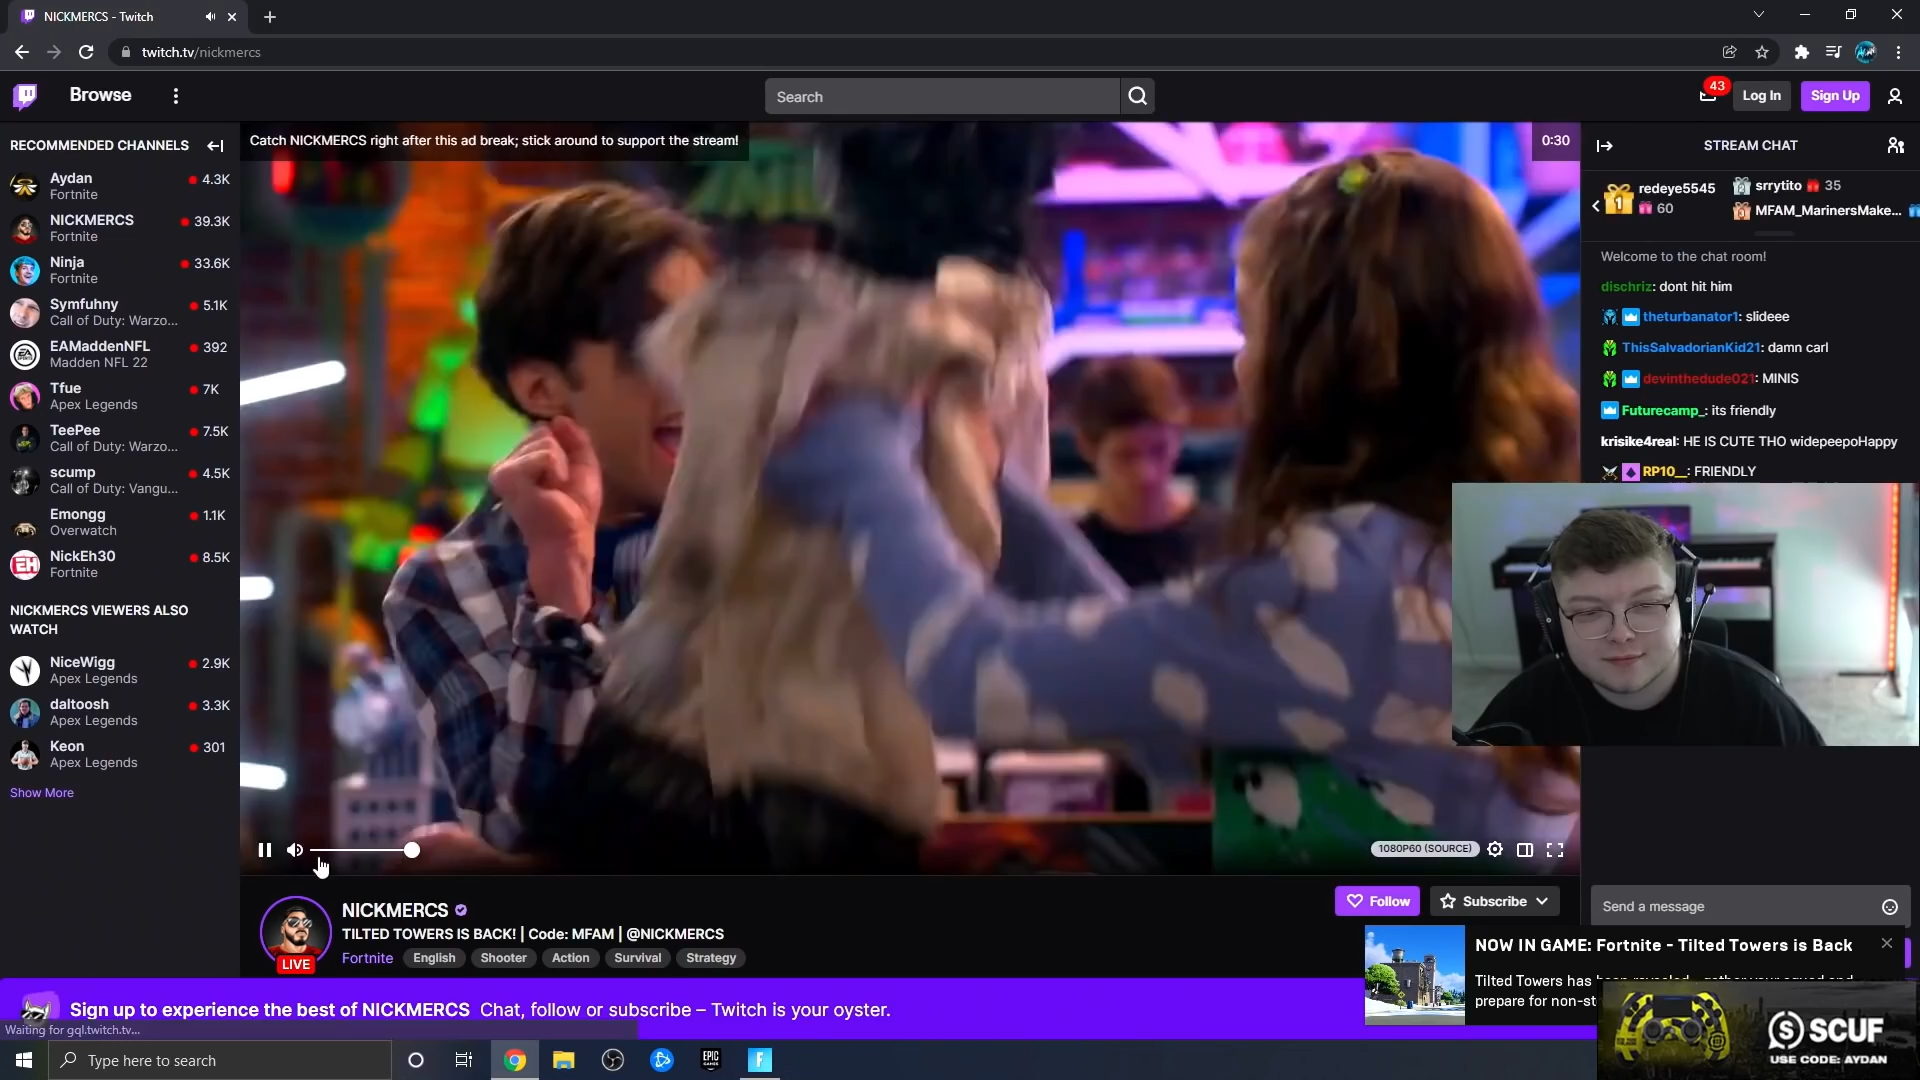 NICKMERCS - Twitch
twitch.tv/nickmercs
Browse
Search
43
Log In
Sign Up
RECOMMENDED CHANNELS
Aydan
4.3K
Fortnite
NICKMERCS
39.3K
Fortnite
Ninja
33.6K
Fortnite
Symfuhny
5.1K
Call of Duty: Warzo...
EAMaddenNFL
392
Madden NFL 22
Tfue
7K
Apex Legends
TeePee
7.5K
Call of Duty: Warzo...
scump
4.5K
Call of Duty: Vangu...
Emongg
1.1K
Overwatch
NickEh30
8.5K
Fortnite
NICKMERCS VIEWERS ALSO
WATCH
NiceWigg
2.9K
Apex Legends
daltoosh
3.3K
Apex Legends
Keon
301
Apex Legends
Show More
Catch NICKMERCS right after this ad break; stick around to support the stream!
0:30
1080P60 (SOURCE)
STREAM CHAT
1
redeye5545
60
srrytito 35
MFAM_MarinersMake...
Welcome to the chat room!
dischriz: dont hit him
theturbanator1: slideee
ThisSalvadorianKid21: damn carl
devinthedude021: MINIS
Futurecamp_: its friendly
krisike4real: HE IS CUTE THO widepeepoHappy
RP10__: FRIENDLY
Send a message
NICKMERCS
TILTED TOWERS IS BACK! | Code: MFAM | @NICKMERCS
Fortnite
English
Shooter
Action
Survival
Strategy
LIVE
Follow
Subscribe
NOW IN GAME: Fortnite - Tilted Towers is Back
Tilted Towers has
prepare for non-st
Sign up to experience the best of NICKMERCS Chat, follow or subscribe – Twitch is your oyster.
Waiting for gql.twitch.tv...
Type here to search
EPIC
GAMES
F
S SCUF
USE CODE: AYDAN